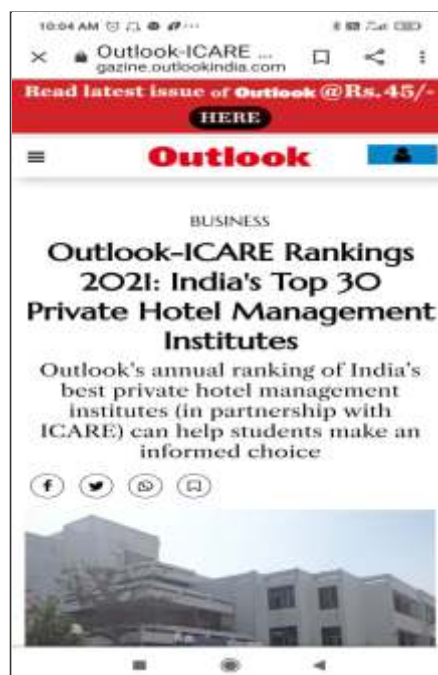 10:04 AM
Outlook-ICARE ...
gazine.outlookindia.com
Read latest issue of Outlook @Rs.45/-
HERE
Outlook
BUSINESS
Outlook-ICARE Rankings
2021: India's Top 30
Private Hotel Management
Institutes
Outlook's annual ranking of India's
best private hotel management
institutes (in partnership with
ICARE) can help students make an
informed choice